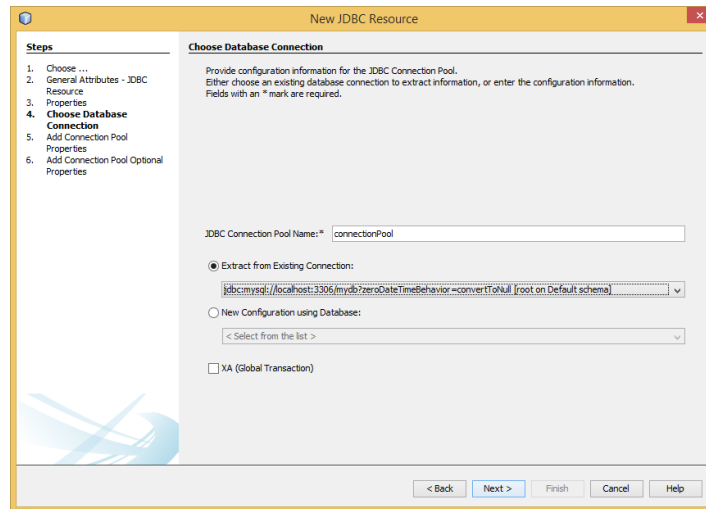 New JDBC Resource
Steps
1. Choose ...
2. General Attributes - JDBC
Resource
3. Properties
4. Choose Database
Connection
5. Add Connection Pool
Properties
6. Add Connection Pool Optional
Properties
Choose Database Connection
Provide configuration information for the JDBC Connection Pool.
Either choose an existing database connection to extract information, or enter the configuration information.
Fields with an * mark are required.
JDBC Connection Pool Name:* connectionPool
Extract from Existing Connection:
jdbc:mysql://localhost:3306/mydb?zeroDateTimeBehavior=convertToNull [root on Default schema]
New Configuration using Database:
< Select from the list >
XA (Global Transaction)
< Back Next > Finish Cancel Help